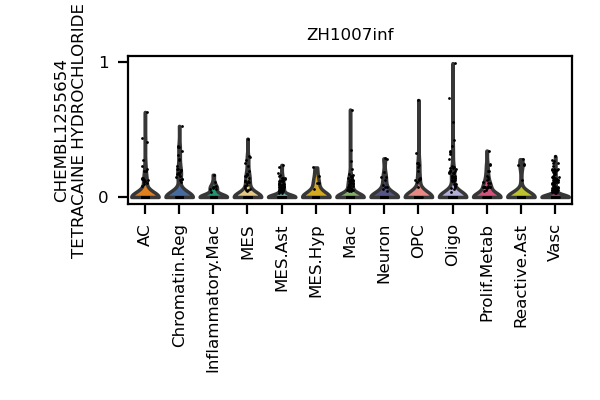 ZH1007inf
CHEMBL1255654
TETRACAINE HYDROCHLORIDE
1
0
AC
Chromatin.Reg
Inflammatory.Mac
MES
MES.Ast
MES.Hyp
Mac
Neuron
OPC
Oligo
Prolif.Metab
Reactive.Ast
Vasc